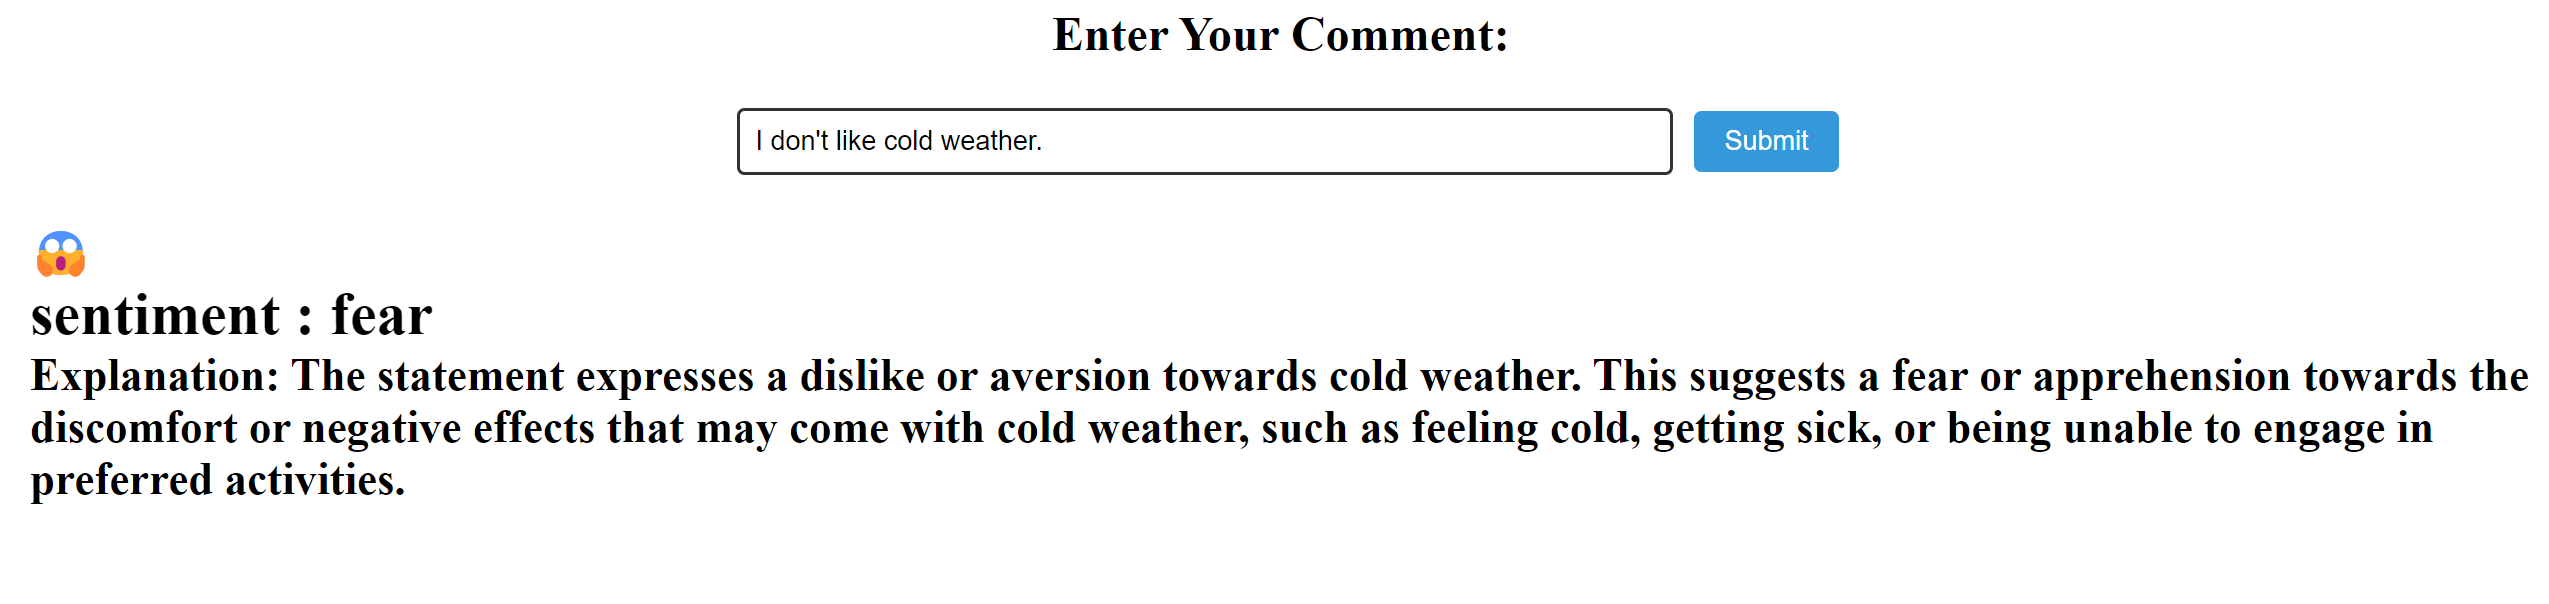 Enter Your Comment:
I don't like cold weather.
Submit
sentiment : fear
Explanation: The statement expresses a dislike or aversion towards cold weather. This suggests a fear or apprehension towards the
discomfort or negative effects that may come with cold weather, such as feeling cold, getting sick, or being unable to engage in
preferred activities.